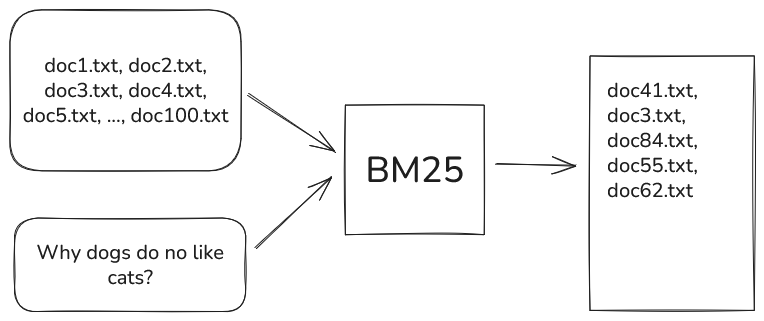 doc1.txt, doc2.txt,
doc3.txt, doc4.txt,
doc5.txt, ..., doc100.txt
Why dogs do no like
cats?
BM25
doc41.txt,
doc3.txt,
doc84.txt,
doc55.txt,
doc62.txt